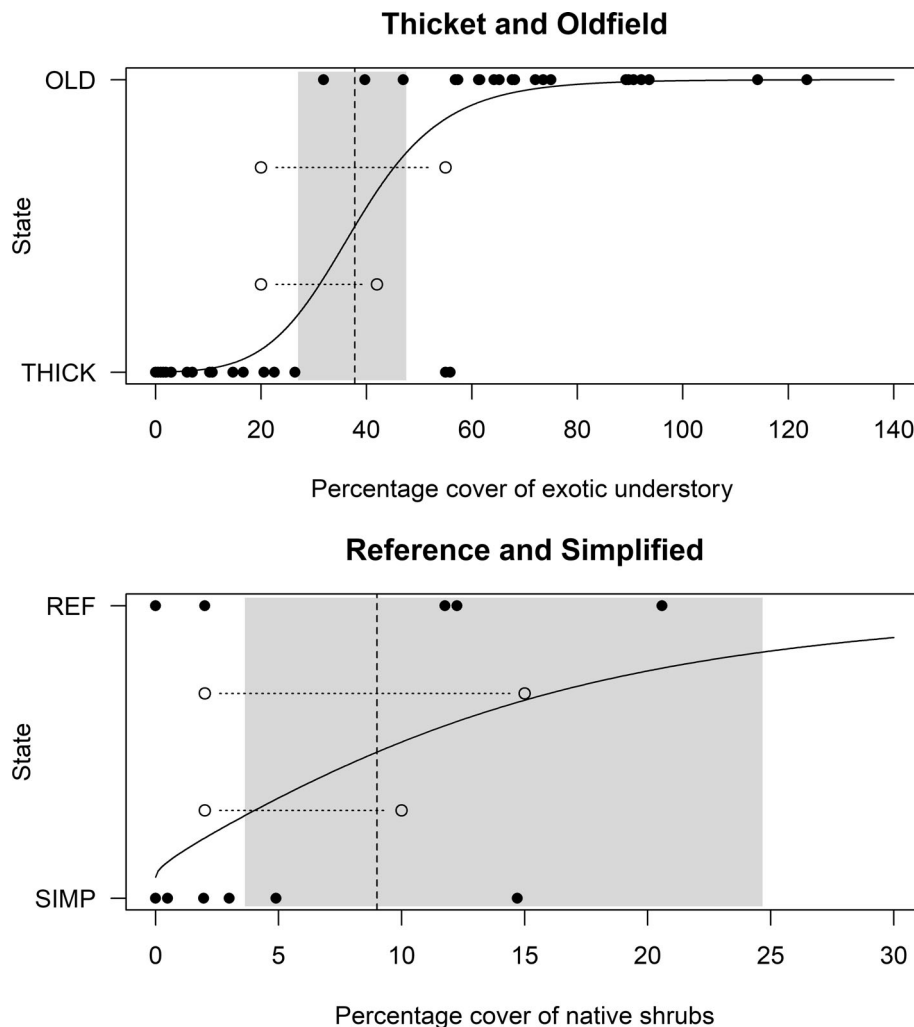 Thicket and Oldfield
OLD
State
THICK
0 20 40 60 80 100 120 140
Percentage cover of exotic understory
Reference and Simplified
REF
State
SIMP
0 5 10 15 20 25 30
Percentage cover of native shrubs